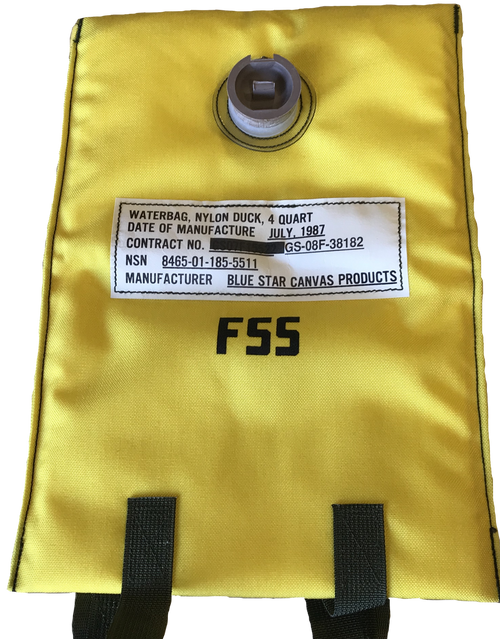 WATERBAG, NYLON DUCK, 4 QUART
DATE OF MANUFACTURE JULY, 1987
CONTRACT NO. GS-08F-38182
NSN 8465-01-185-5511
MANUFACTURER BLUE STAR CANVAS PRODUCTS
FSS